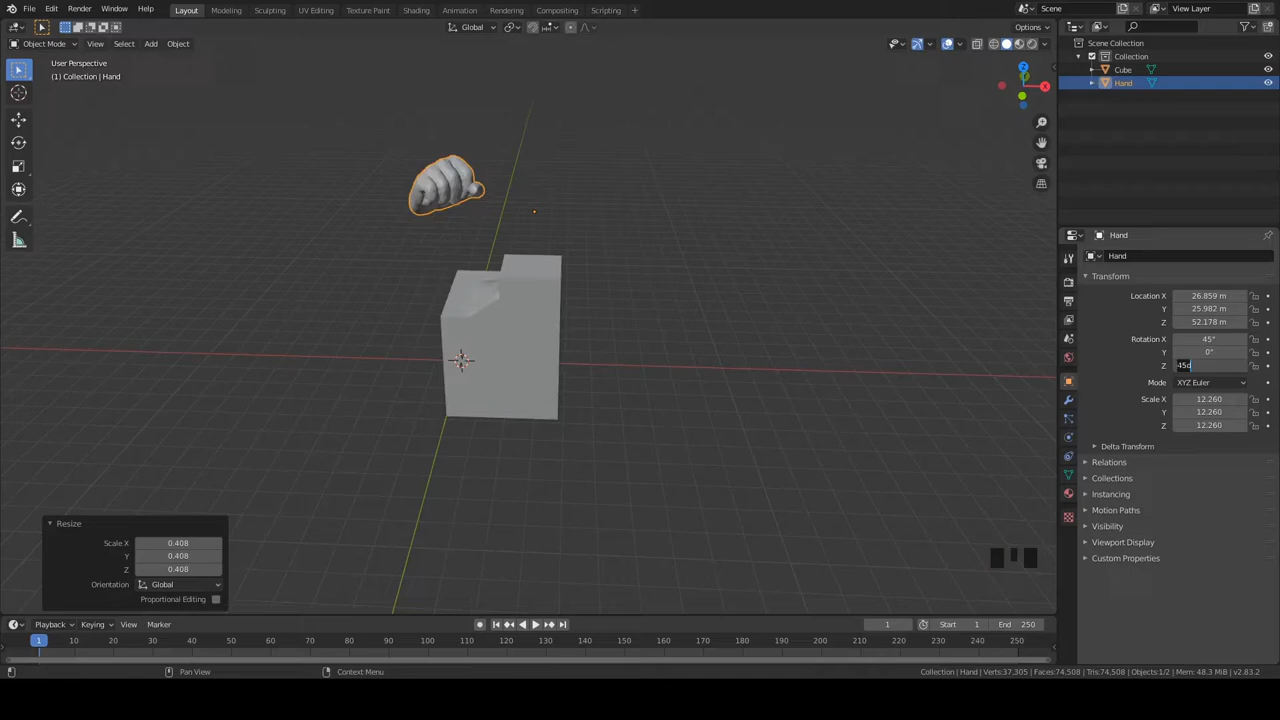 File Edit Render Window Help
Layout Modeling Sculpting UV Editing Texture Paint Shading Animation Rendering Compositing Scripting +
Scene
View Layer
Global
Options
Object Mode View Select Add Object
User Perspective
(1) Collection | Hand
Z
X
Scene Collection
Collection
Cube
Hand
Hand
Hand
Transform
Location X 26.859 m
Y 25.982 m
Z 52.178 m
Rotation X 45°
Y 0°
Z 45d
Mode XYZ Euler
Scale X 12.260
Y 12.260
Z 12.260
Delta Transform
Relations
Collections
Instancing
Motion Paths
Visibility
Viewport Display
Custom Properties
Resize
Scale X 0.408
Y 0.408
Z 0.408
Orientation Global
Proportional Editing
Playback Keying View Marker
1 Start 1 End 250
1 10 20 30 40 50 60 70 80 90 100 110 120 130 140 150 160 170 180 190 200 210 220 230 240 250
Pan View Context Menu Collection | Hand | Verts:37,305 | Faces:74,508 | Tris:74,508 | Objects:1/2 | Mem: 48.3 MiB | v2.83.2